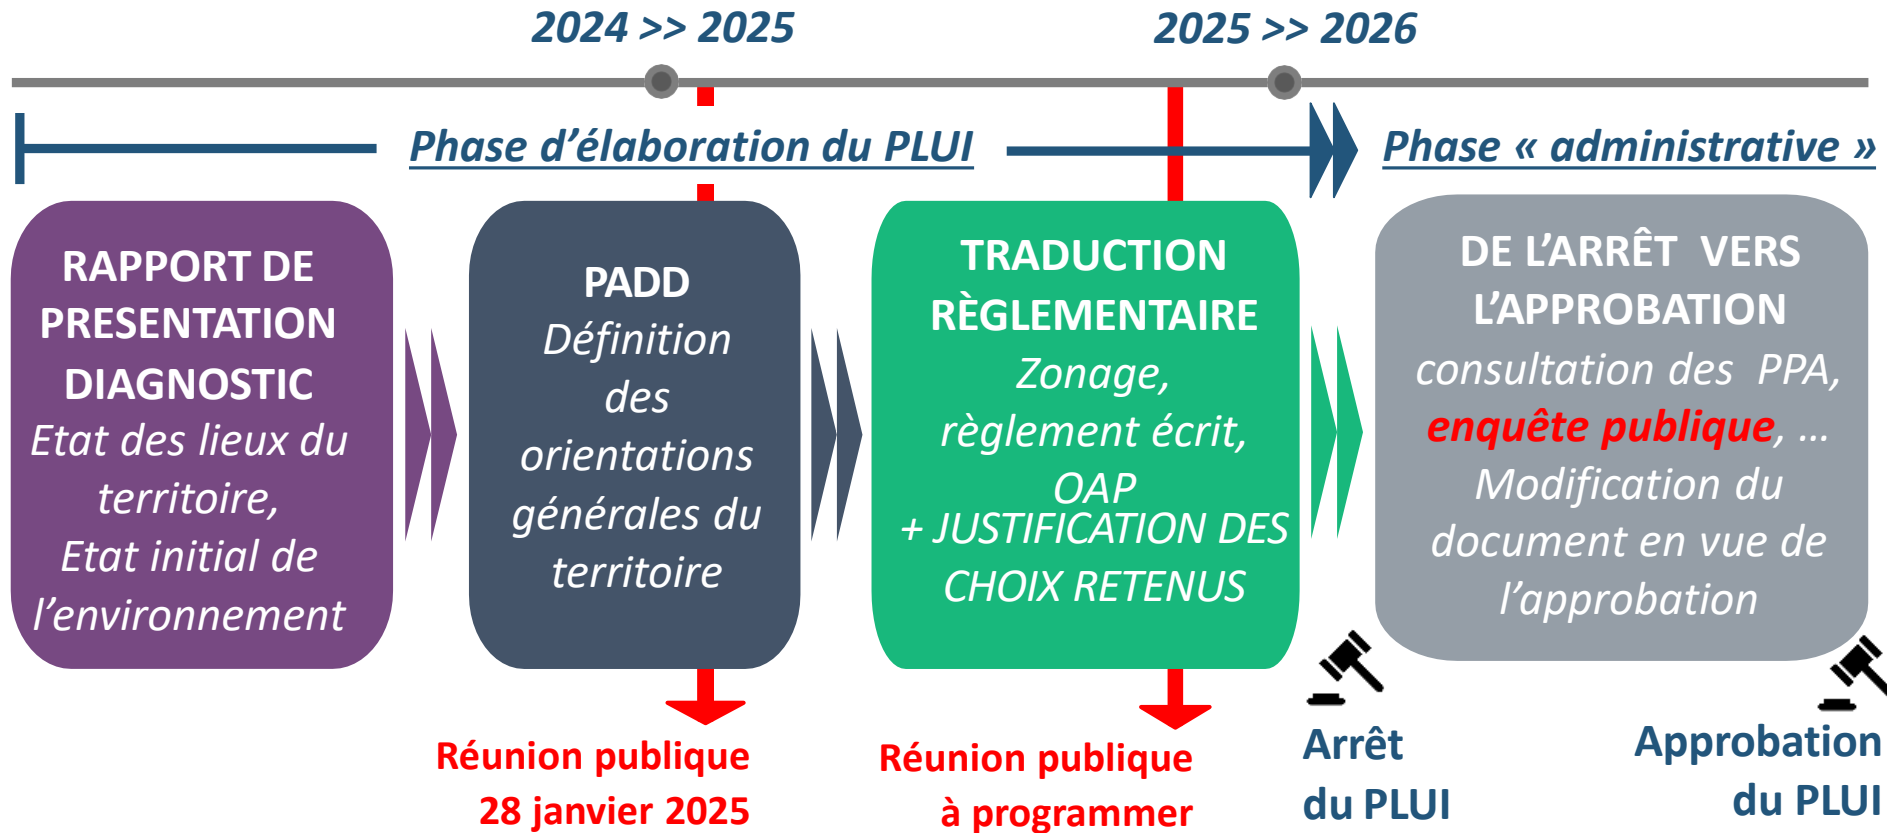 2024 >> 2025
2025 >> 2026
Phase d’élaboration du PLUI
Phase « administrative »
RAPPORT DE
PRESENTATION
DIAGNOSTIC
Etat des lieux du
territoire,
Etat initial de
l’environnement
PADD
Définition
des
orientations
générales du
territoire
TRADUCTION
RÈGLEMENTAIRE
Zonage,
règlement écrit,
OAP
+ JUSTIFICATION DES
CHOIX RETENUS
DE L’ARRÊT VERS
L’APPROBATION
consultation des PPA,
enquête publique, ...
Modification du
document en vue de
l’approbation
Réunion publique
28 janvier 2025
Réunion publique
à programmer
Arrêt
du PLUI
Approbation
du PLUI